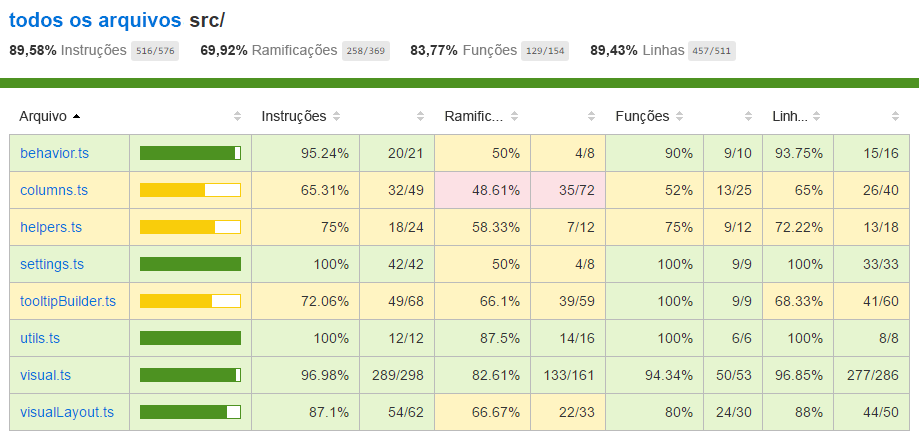 todos os arquivos src/
89,58% Instruções 516/576 69,92% Ramificações 258/369 83,77% Funções 129/154 89,43% Linhas 457/511
Arquivo Instruções Ramific... Funções Linh...
behavior.ts 95.24% 20/21 50% 4/8 90% 9/10 93.75% 15/16
columns.ts 65.31% 32/49 48.61% 35/72 52% 13/25 65% 26/40
helpers.ts 75% 18/24 58.33% 7/12 75% 9/12 72.22% 13/18
settings.ts 100% 42/42 50% 4/8 100% 9/9 100% 33/33
tooltipBuilder.ts 72.06% 49/68 66.1% 39/59 100% 9/9 68.33% 41/60
utils.ts 100% 12/12 87.5% 14/16 100% 6/6 100% 8/8
visual.ts 96.98% 289/298 82.61% 133/161 94.34% 50/53 96.85% 277/286
visualLayout.ts 87.1% 54/62 66.67% 22/33 80% 24/30 88% 44/50